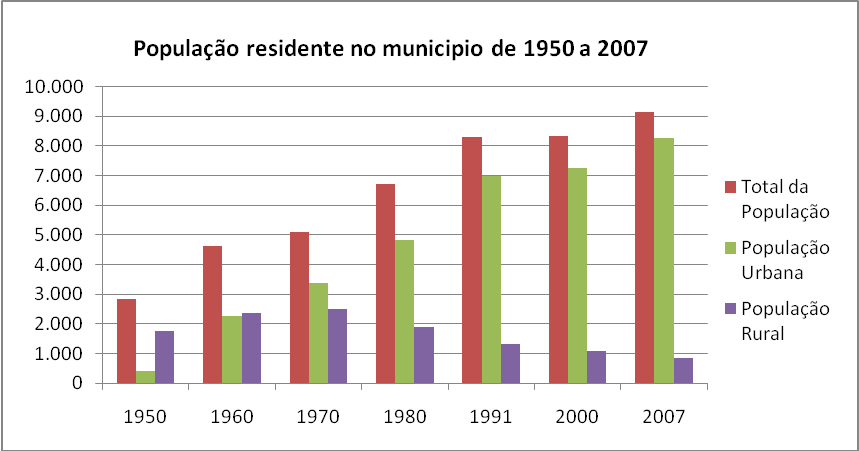 População residente no municipio de 1950 a 2007
10.000
9.000
8.000
7.000
6.000
5.000
4.000
3.000
2.000
1.000
0
1950 1960 1970 1980 1991 2000 2007
Total da
População
População
Urbana
População
Rural